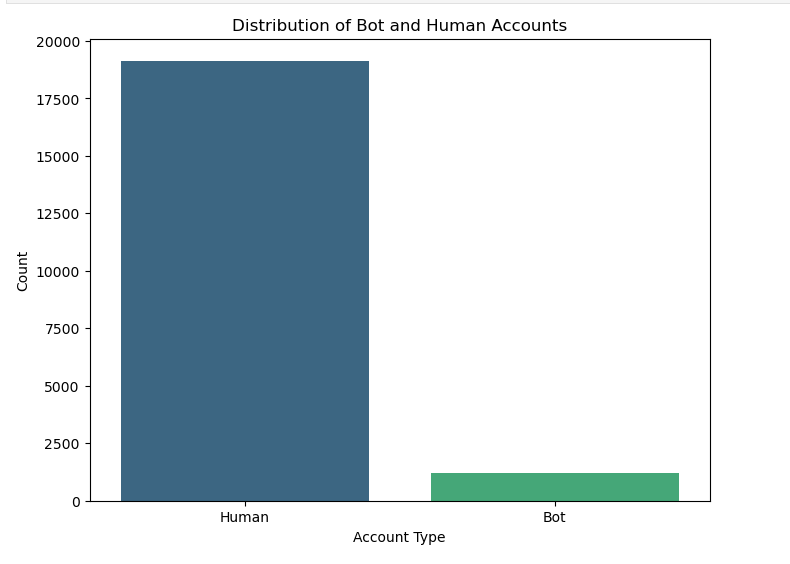 Distribution of Bot and Human Accounts
20000
17500
15000
12500
10000
7500
5000
2500
0
Count
Human
Bot
Account Type